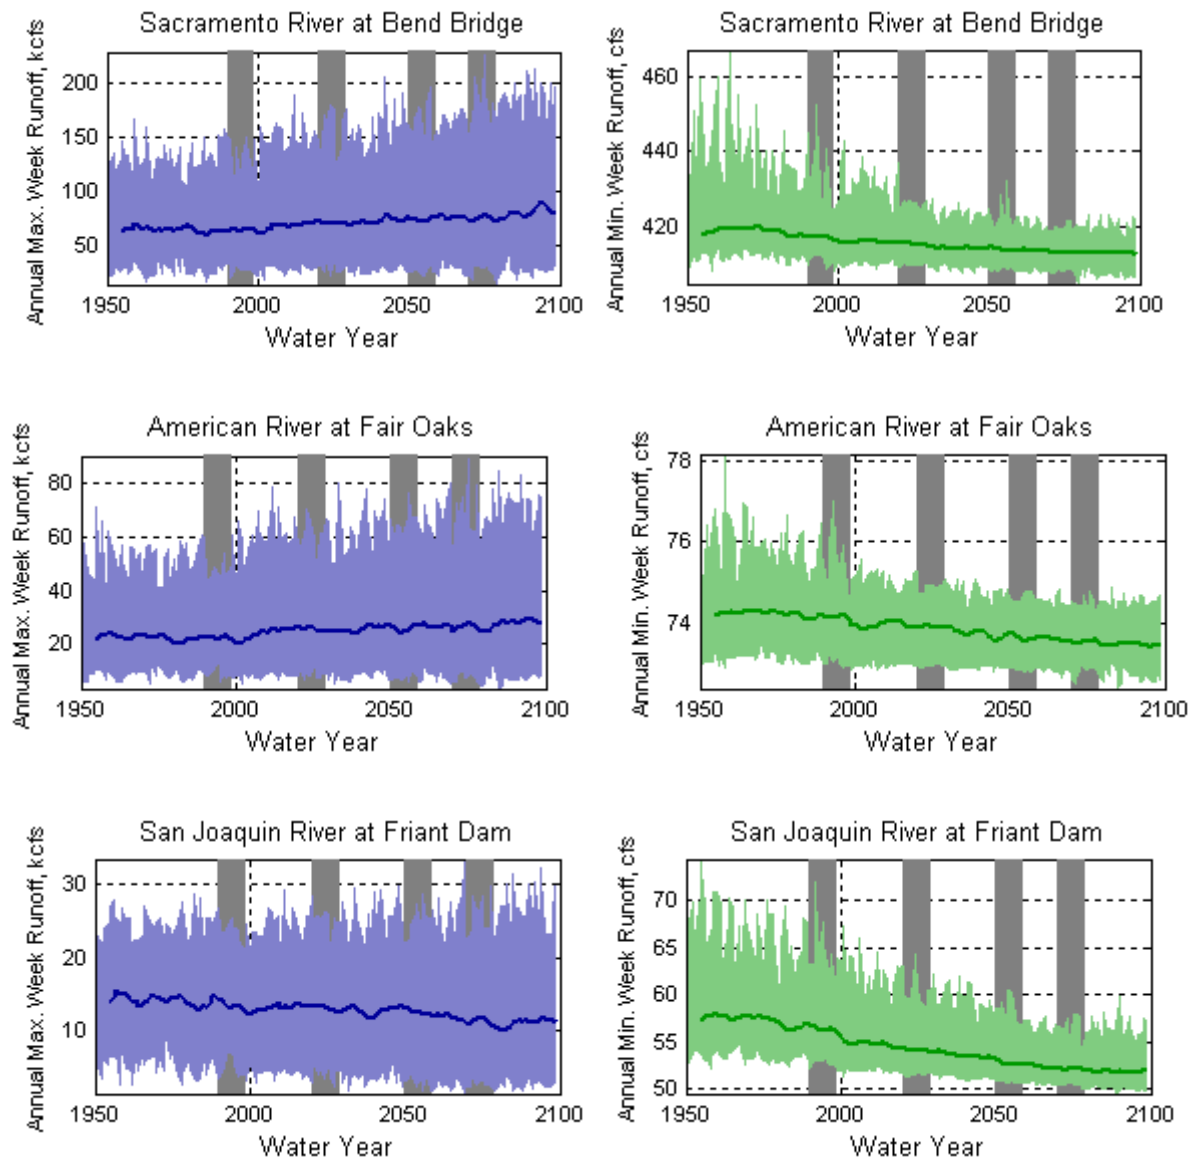 Sacramento River at Bend Bridge
Annual Max. Week Runoff, kcfs
200
150
100
50
1950
2000
2050
2100
Water Year
Sacramento River at Bend Bridge
Annual Min. Week Runoff, cfs
460
440
420
1950
2000
2050
2100
Water Year
American River at Fair Oaks
Annual Max. Week Runoff, kcfs
80
60
40
20
1950
2000
2050
2100
Water Year
American River at Fair Oaks
Annual Min. Week Runoff, cfs
78
76
74
1950
2000
2050
2100
Water Year
San Joaquin River at Friant Dam
Annual Max. Week Runoff, kcfs
30
20
10
1950
2000
2050
2100
Water Year
San Joaquin River at Friant Dam
Annual Min. Week Runoff, cfs
70
65
60
55
50
1950
2000
2050
2100
Water Year